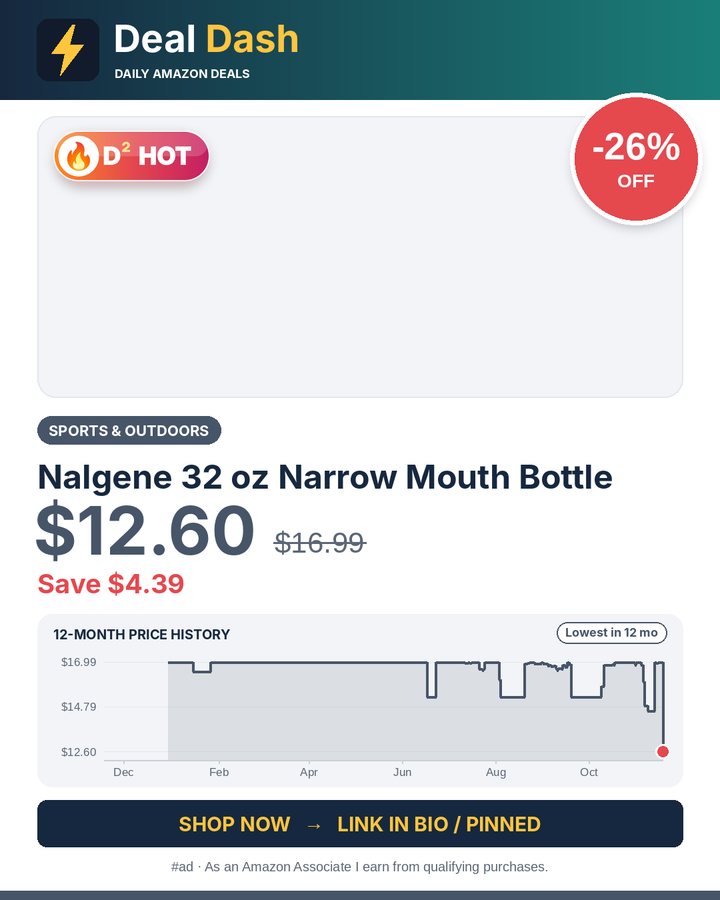 Deal Dash
DAILY AMAZON DEALS
D² HOT
-26%
OFF
SPORTS & OUTDOORS
Nalgene 32 oz Narrow Mouth Bottle
$12.60 $16.99
Save $4.39
12-MONTH PRICE HISTORY
Lowest in 12 mo
$16.99
$14.79
$12.60
Dec Feb Apr Jun Aug Oct
SHOP NOW → LINK IN BIO / PINNED
#ad · As an Amazon Associate I earn from qualifying purchases.